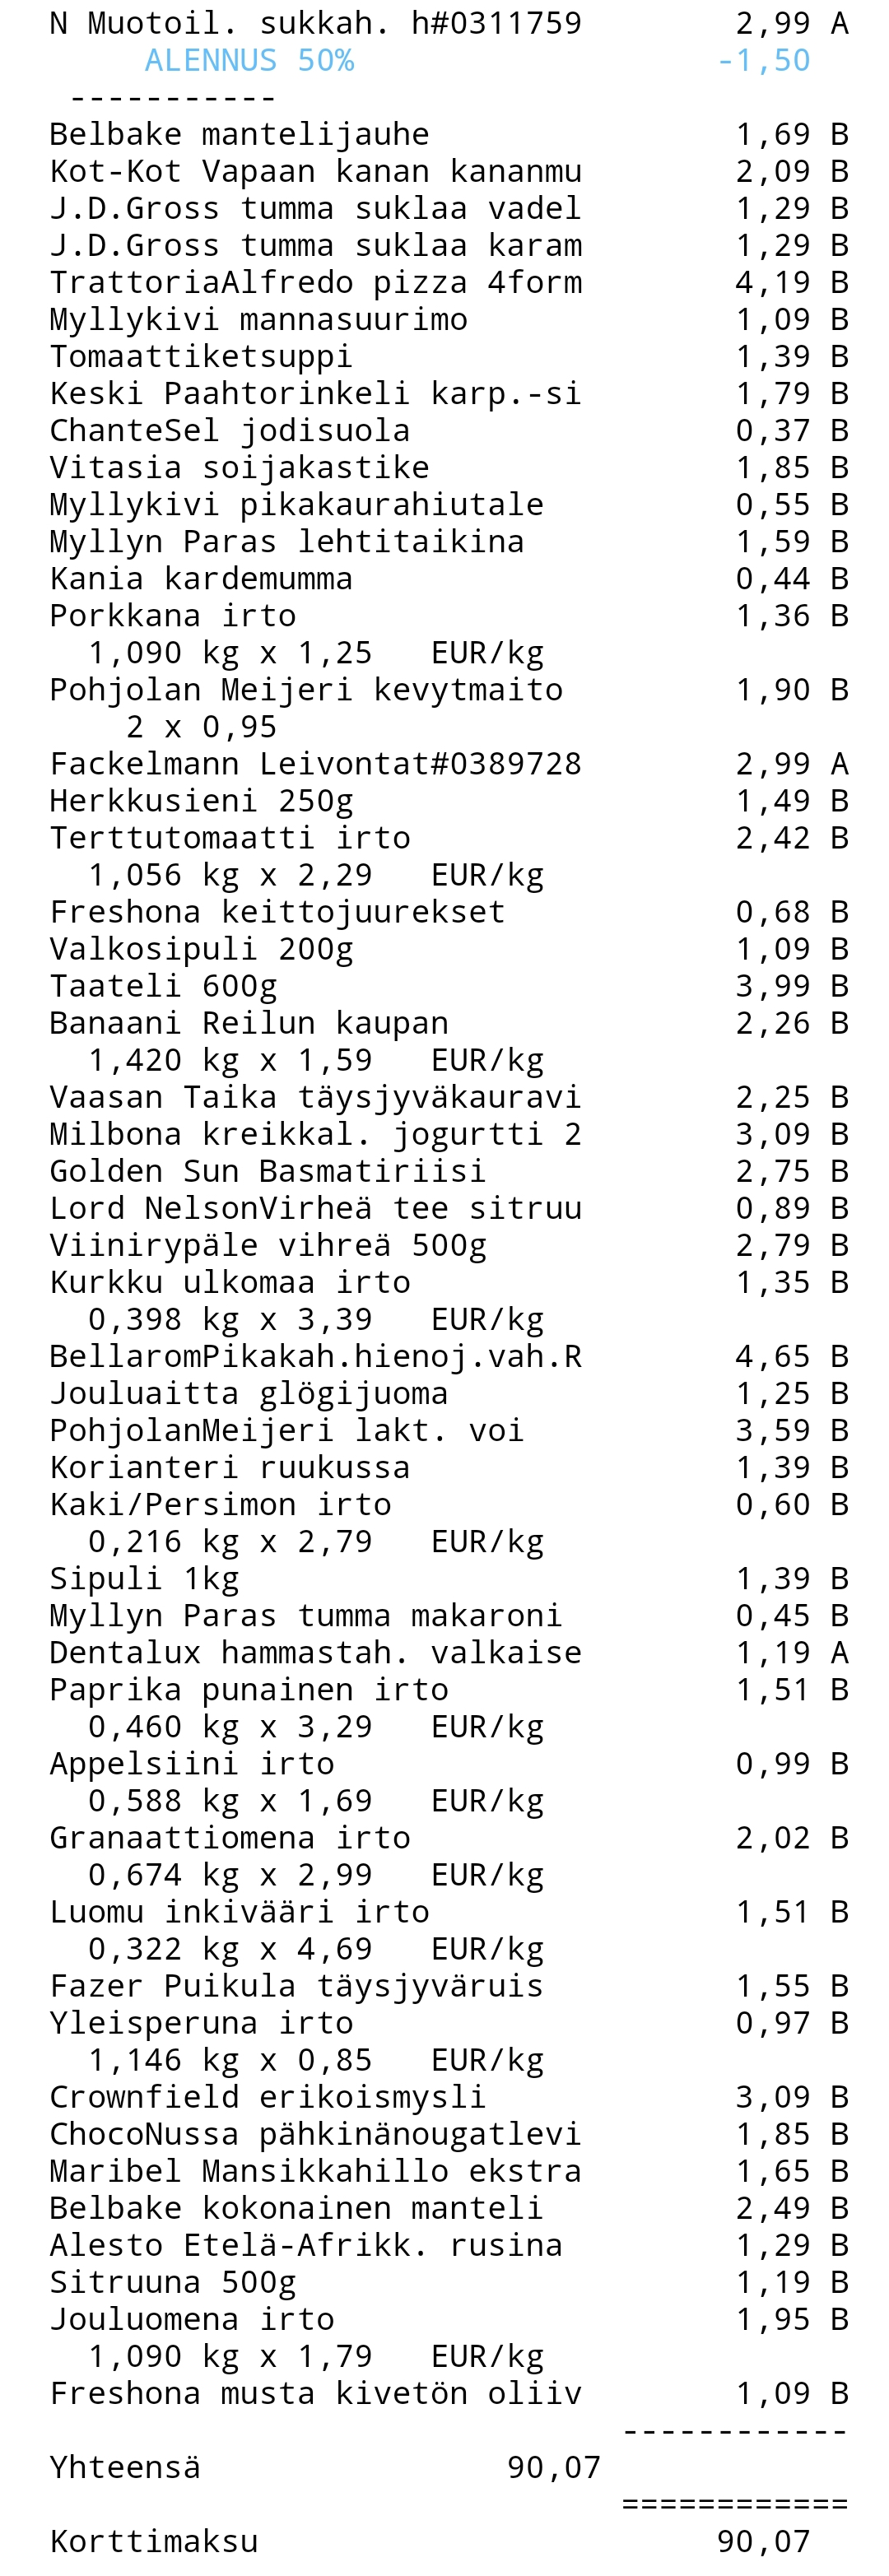 N Muotoil. sukkah. h#0311759 2,99 A
ALENNUS 50% -1,50
-----------
Belbake mantelijauhe 1,69 B
Kot-Kot Vapaan kanan kananmu 2,09 B
J.D.Gross tumma suklaa vadel 1,29 B
J.D.Gross tumma suklaa karam 1,29 B
TrattoriaAlfredo pizza 4form 4,19 B
Myllykivi mannasuurimo 1,09 B
Tomaattiketsuppi 1,39 B
Keski Paahtorinkeli karp.-si 1,79 B
ChanteSel jodisuola 0,37 B
Vitasia soijakastike 1,85 B
Myllykivi pikakaurahiutale 0,55 B
Myllyn Paras lehtitaikina 1,59 B
Kania kardemumma 0,44 B
Porkkana irto 1,36 B
1,090 kg x 1,25 EUR/kg
Pohjolan Meijeri kevytmaito 1,90 B
2 x 0,95
Fackelmann Leivontat#0389728 2,99 A
Herkkusieni 250g 1,49 B
Terttutomaatti irto 2,42 B
1,056 kg x 2,29 EUR/kg
Freshona keittojuurekset 0,68 B
Valkosipuli 200g 1,09 B
Taateli 600g 3,99 B
Banaani Reilun kaupan 2,26 B
1,420 kg x 1,59 EUR/kg
Vaasan Taika täysjyväkauravi 2,25 B
Milbona kreikkal. jogurtti 2 3,09 B
Golden Sun Basmatiriisi 2,75 B
Lord NelsonVirheä tee sitruu 0,89 B
Viinirypäle vihreä 500g 2,79 B
Kurkku ulkomaa irto 1,35 B
0,398 kg x 3,39 EUR/kg
BellaromPikakah.hienoj.vah.R 4,65 B
Jouluaitta glögijuoma 1,25 B
PohjolanMeijeri lakt. voi 3,59 B
Korianteri ruukussa 1,39 B
Kaki/Persimon irto 0,60 B
0,216 kg x 2,79 EUR/kg
Sipuli 1kg 1,39 B
Myllyn Paras tumma makaroni 0,45 B
Dentalux hammastah. valkaise 1,19 A
Paprika punainen irto 1,51 B
0,460 kg x 3,29 EUR/kg
Appelsiini irto 0,99 B
0,588 kg x 1,69 EUR/kg
Granaattiomena irto 2,02 B
0,674 kg x 2,99 EUR/kg
Luomu inkivääri irto 1,51 B
0,322 kg x 4,69 EUR/kg
Fazer Puikula täysjyväruis 1,55 B
Yleisperuna irto 0,97 B
1,146 kg x 0,85 EUR/kg
Crownfield erikoismysli 3,09 B
ChocoNussa pähkinänougatlevi 1,85 B
Maribel Mansikkahillo ekstra 1,65 B
Belbake kokonainen manteli 2,49 B
Alesto Etelä-Afrikk. rusina 1,29 B
Sitruuna 500g 1,19 B
Jouluomena irto 1,95 B
1,090 kg x 1,79 EUR/kg
Freshona musta kivetön oliiv 1,09 B
------------
Yhteensä 90,07
============
Korttimaksu 90,07